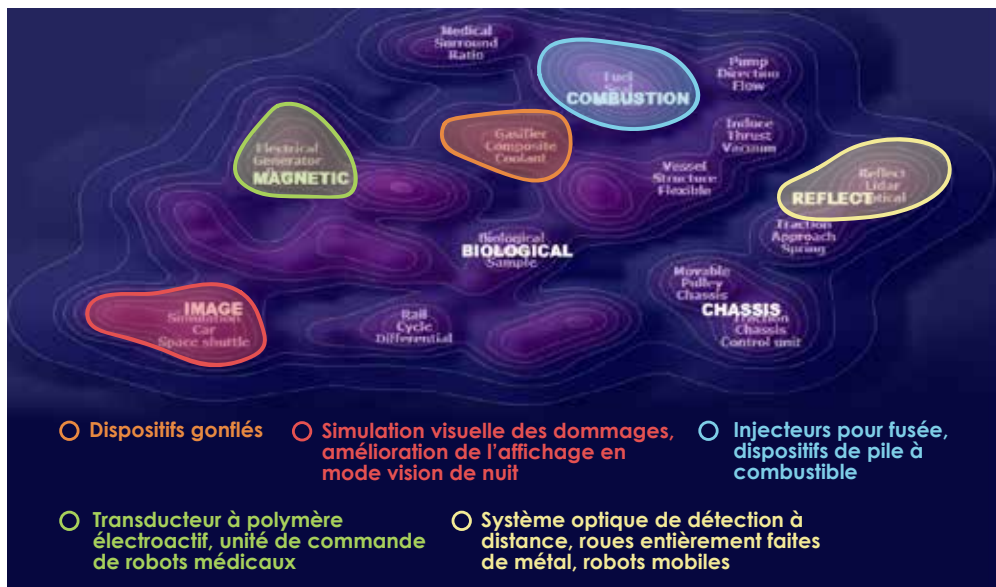 Medical
Surround
Ratio
Fuel
COMBUSTION
Pump
Direction
Flow
Electrical
Generator
MAGNETIC
Gasifier
Composite
Coolant
Induce
Thrust
Vacuum
Vessel
Structure
Flexible
Reflect
Lidar
REFLECT
Traction
Approach
Spring
Biological
BIOLOGICAL
Sample
Movable
Pulley
Chassis
CHASSIS
Traction
Chassis
Control unit
IMAGE
Simulation
Car
Space shuttle
Rail
Cycle
Differential
Dispositifs gonflés
Simulation visuelle des dommages,
amélioration de l'affichage en
mode vision de nuit
Injecteurs pour fusée,
dispositifs de pile à
combustible
Transducteur à polymère
électroactif, unité de commande
de robots médicaux
Système optique de détection à
distance, roues entièrement faites
de métal, robots mobiles